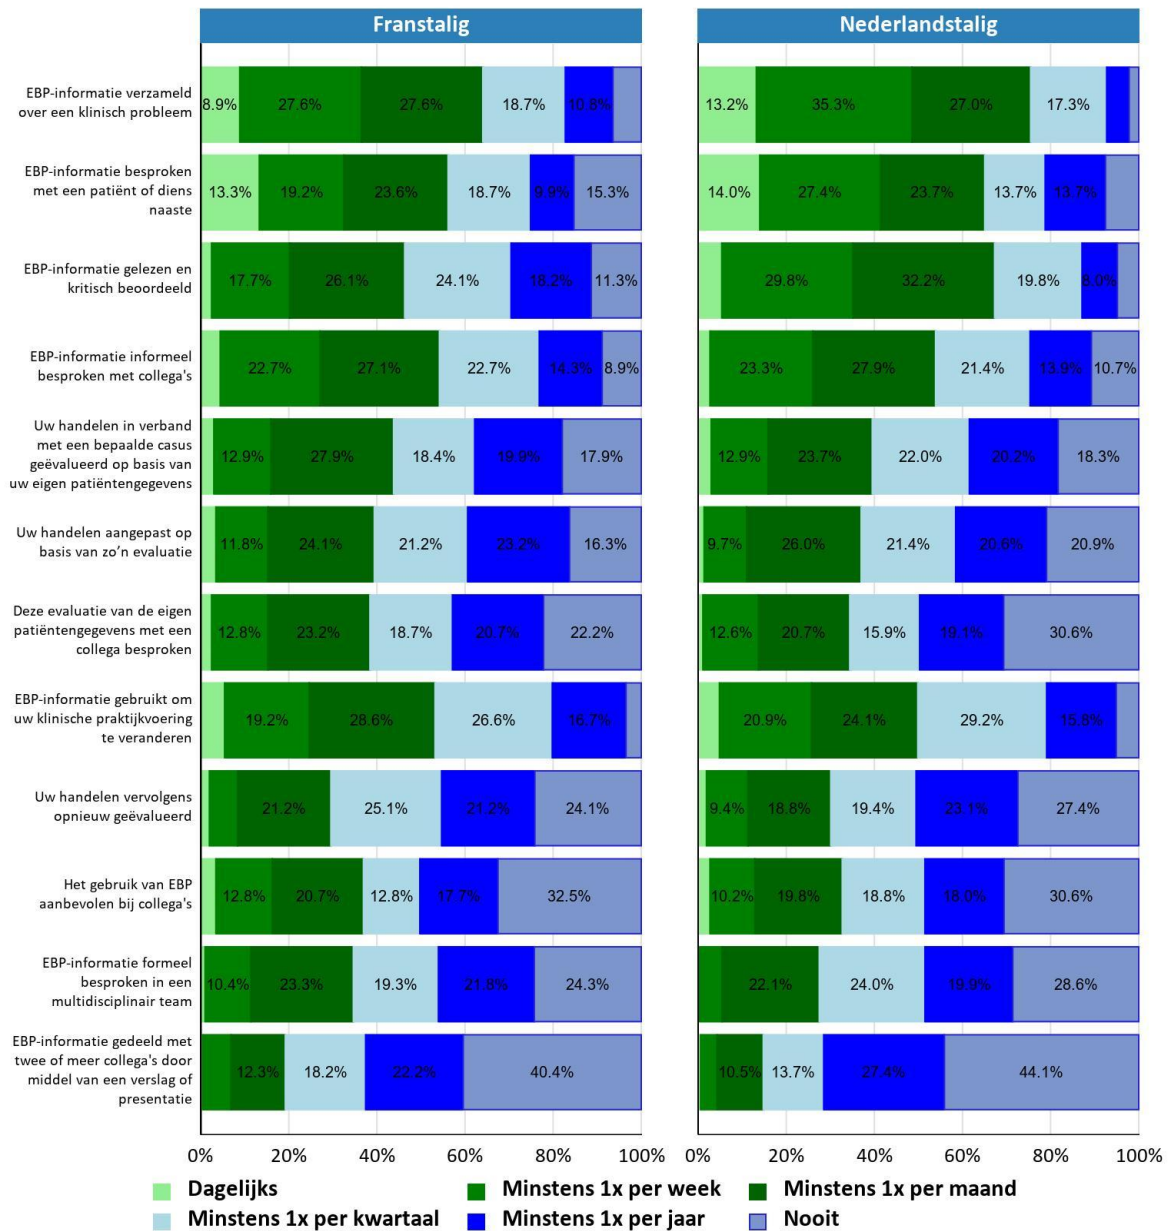 Franstalig
Nederlandstalig
EBP-informatie verzameld
over een klinisch probleem
8.9% 27.6% 27.6% 18.7% 10.8%
13.2% 35.3% 27.0% 17.3%
EBP-informatie besproken
met een patiënt of diens
naaste
13.3% 19.2% 23.6% 18.7% 9.9% 15.3%
14.0% 27.4% 23.7% 13.7% 13.7%
EBP-informatie gelezen en
kritisch beoordeeld
17.7% 26.1% 24.1% 18.2% 11.3%
29.8% 32.2% 19.8% 8.0%
EBP-informatie informeel
besproken met collega's
22.7% 27.1% 22.7% 14.3% 8.9%
23.3% 27.9% 21.4% 13.9% 10.7%
Uw handelen in verband
met een bepaalde casus
geëvalueerd op basis van
uw eigen patiëntengegevens
12.9% 27.9% 18.4% 19.9% 17.9%
12.9% 23.7% 22.0% 20.2% 18.3%
Uw handelen aangepast op
basis van zo’n evaluatie
11.8% 24.1% 21.2% 23.2% 16.3%
9.7% 26.0% 21.4% 20.6% 20.9%
Deze evaluatie van de eigen
patiëntengegevens met een
collega besproken
12.8% 23.2% 18.7% 20.7% 22.2%
12.6% 20.7% 15.9% 19.1% 30.6%
EBP-informatie gebruikt om
uw klinische praktijkvoering
te veranderen
19.2% 28.6% 26.6% 16.7%
20.9% 24.1% 29.2% 15.8%
Uw handelen vervolgens
opnieuw geëvalueerd
21.2% 25.1% 21.2% 24.1%
9.4% 18.8% 19.4% 23.1% 27.4%
Het gebruik van EBP
aanbevolen bij collega's
12.8% 20.7% 12.8% 17.7% 32.5%
10.2% 19.8% 18.8% 18.0% 30.6%
EBP-informatie formeel
besproken in een
multidisciplinair team
10.4% 23.3% 19.3% 21.8% 24.3%
22.1% 24.0% 19.9% 28.6%
EBP-informatie gedeeld met
twee of meer collega's door
middel van een verslag of
presentatie
12.3% 18.2% 22.2% 40.4%
10.5% 13.7% 27.4% 44.1%
0% 20% 40% 60% 80% 100%
0% 20% 40% 60% 80% 100%
Dagelijks Minstens 1x per week Minstens 1x per maand
Minstens 1x per kwartaal Minstens 1x per jaar Nooit